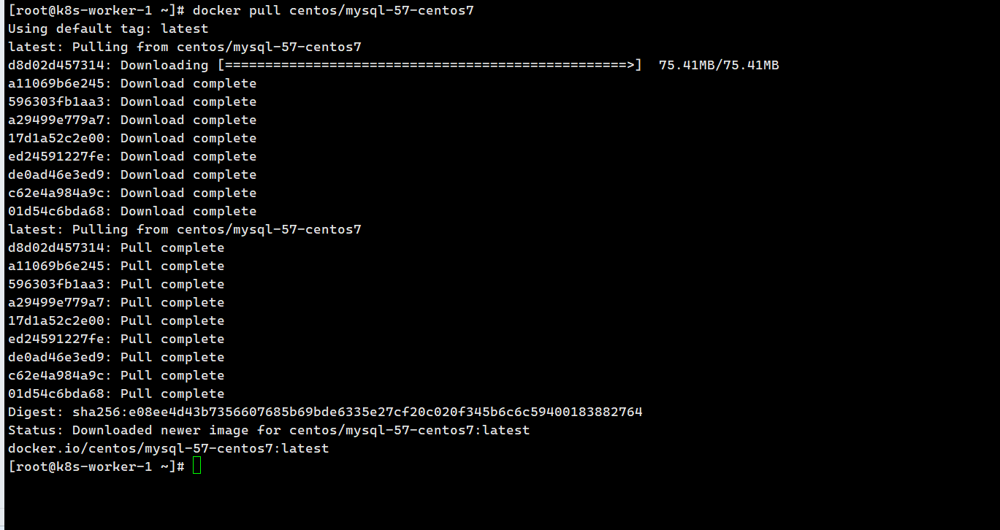 [root@k8s-worker-1 ~]# docker pull centos/mysql-57-centos7
Using default tag: latest
latest: Pulling from centos/mysql-57-centos7
d8d02d457314: Downloading [==================================================>]  75.41MB/75.41MB
a11069b6e245: Download complete
596303fb1aa3: Download complete
a29499e779a7: Download complete
17d1a52c2e00: Download complete
ed24591227fe: Download complete
de0ad46e3ed9: Download complete
c62e4a984a9c: Download complete
01d54c6bda68: Download complete
latest: Pulling from centos/mysql-57-centos7
d8d02d457314: Pull complete
a11069b6e245: Pull complete
596303fb1aa3: Pull complete
a29499e779a7: Pull complete
17d1a52c2e00: Pull complete
ed24591227fe: Pull complete
de0ad46e3ed9: Pull complete
c62e4a984a9c: Pull complete
01d54c6bda68: Pull complete
Digest: sha256:e08ee4d43b7356607685b69bde6335e27cf20c020f345b6c6c59400183882764
Status: Downloaded newer image for centos/mysql-57-centos7:latest
docker.io/centos/mysql-57-centos7:latest
[root@k8s-worker-1 ~]#